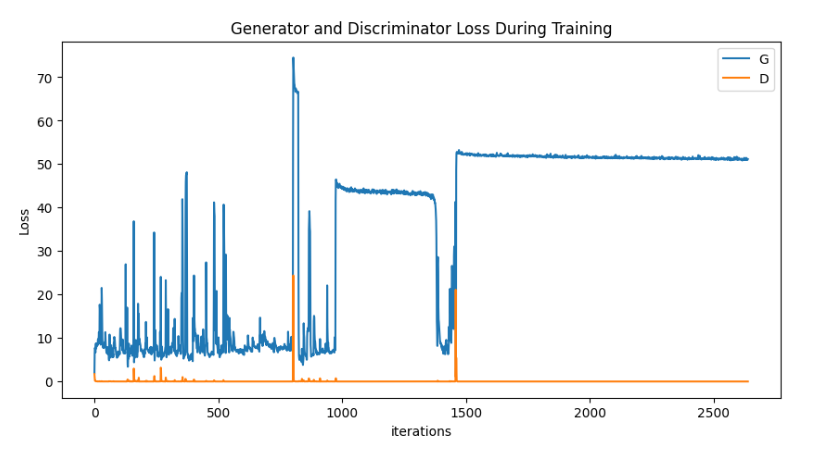 Generator and Discriminator Loss During Training
G
D
Loss
70
60
50
40
30
20
10
0
0 500 1000 1500 2000 2500
iterations